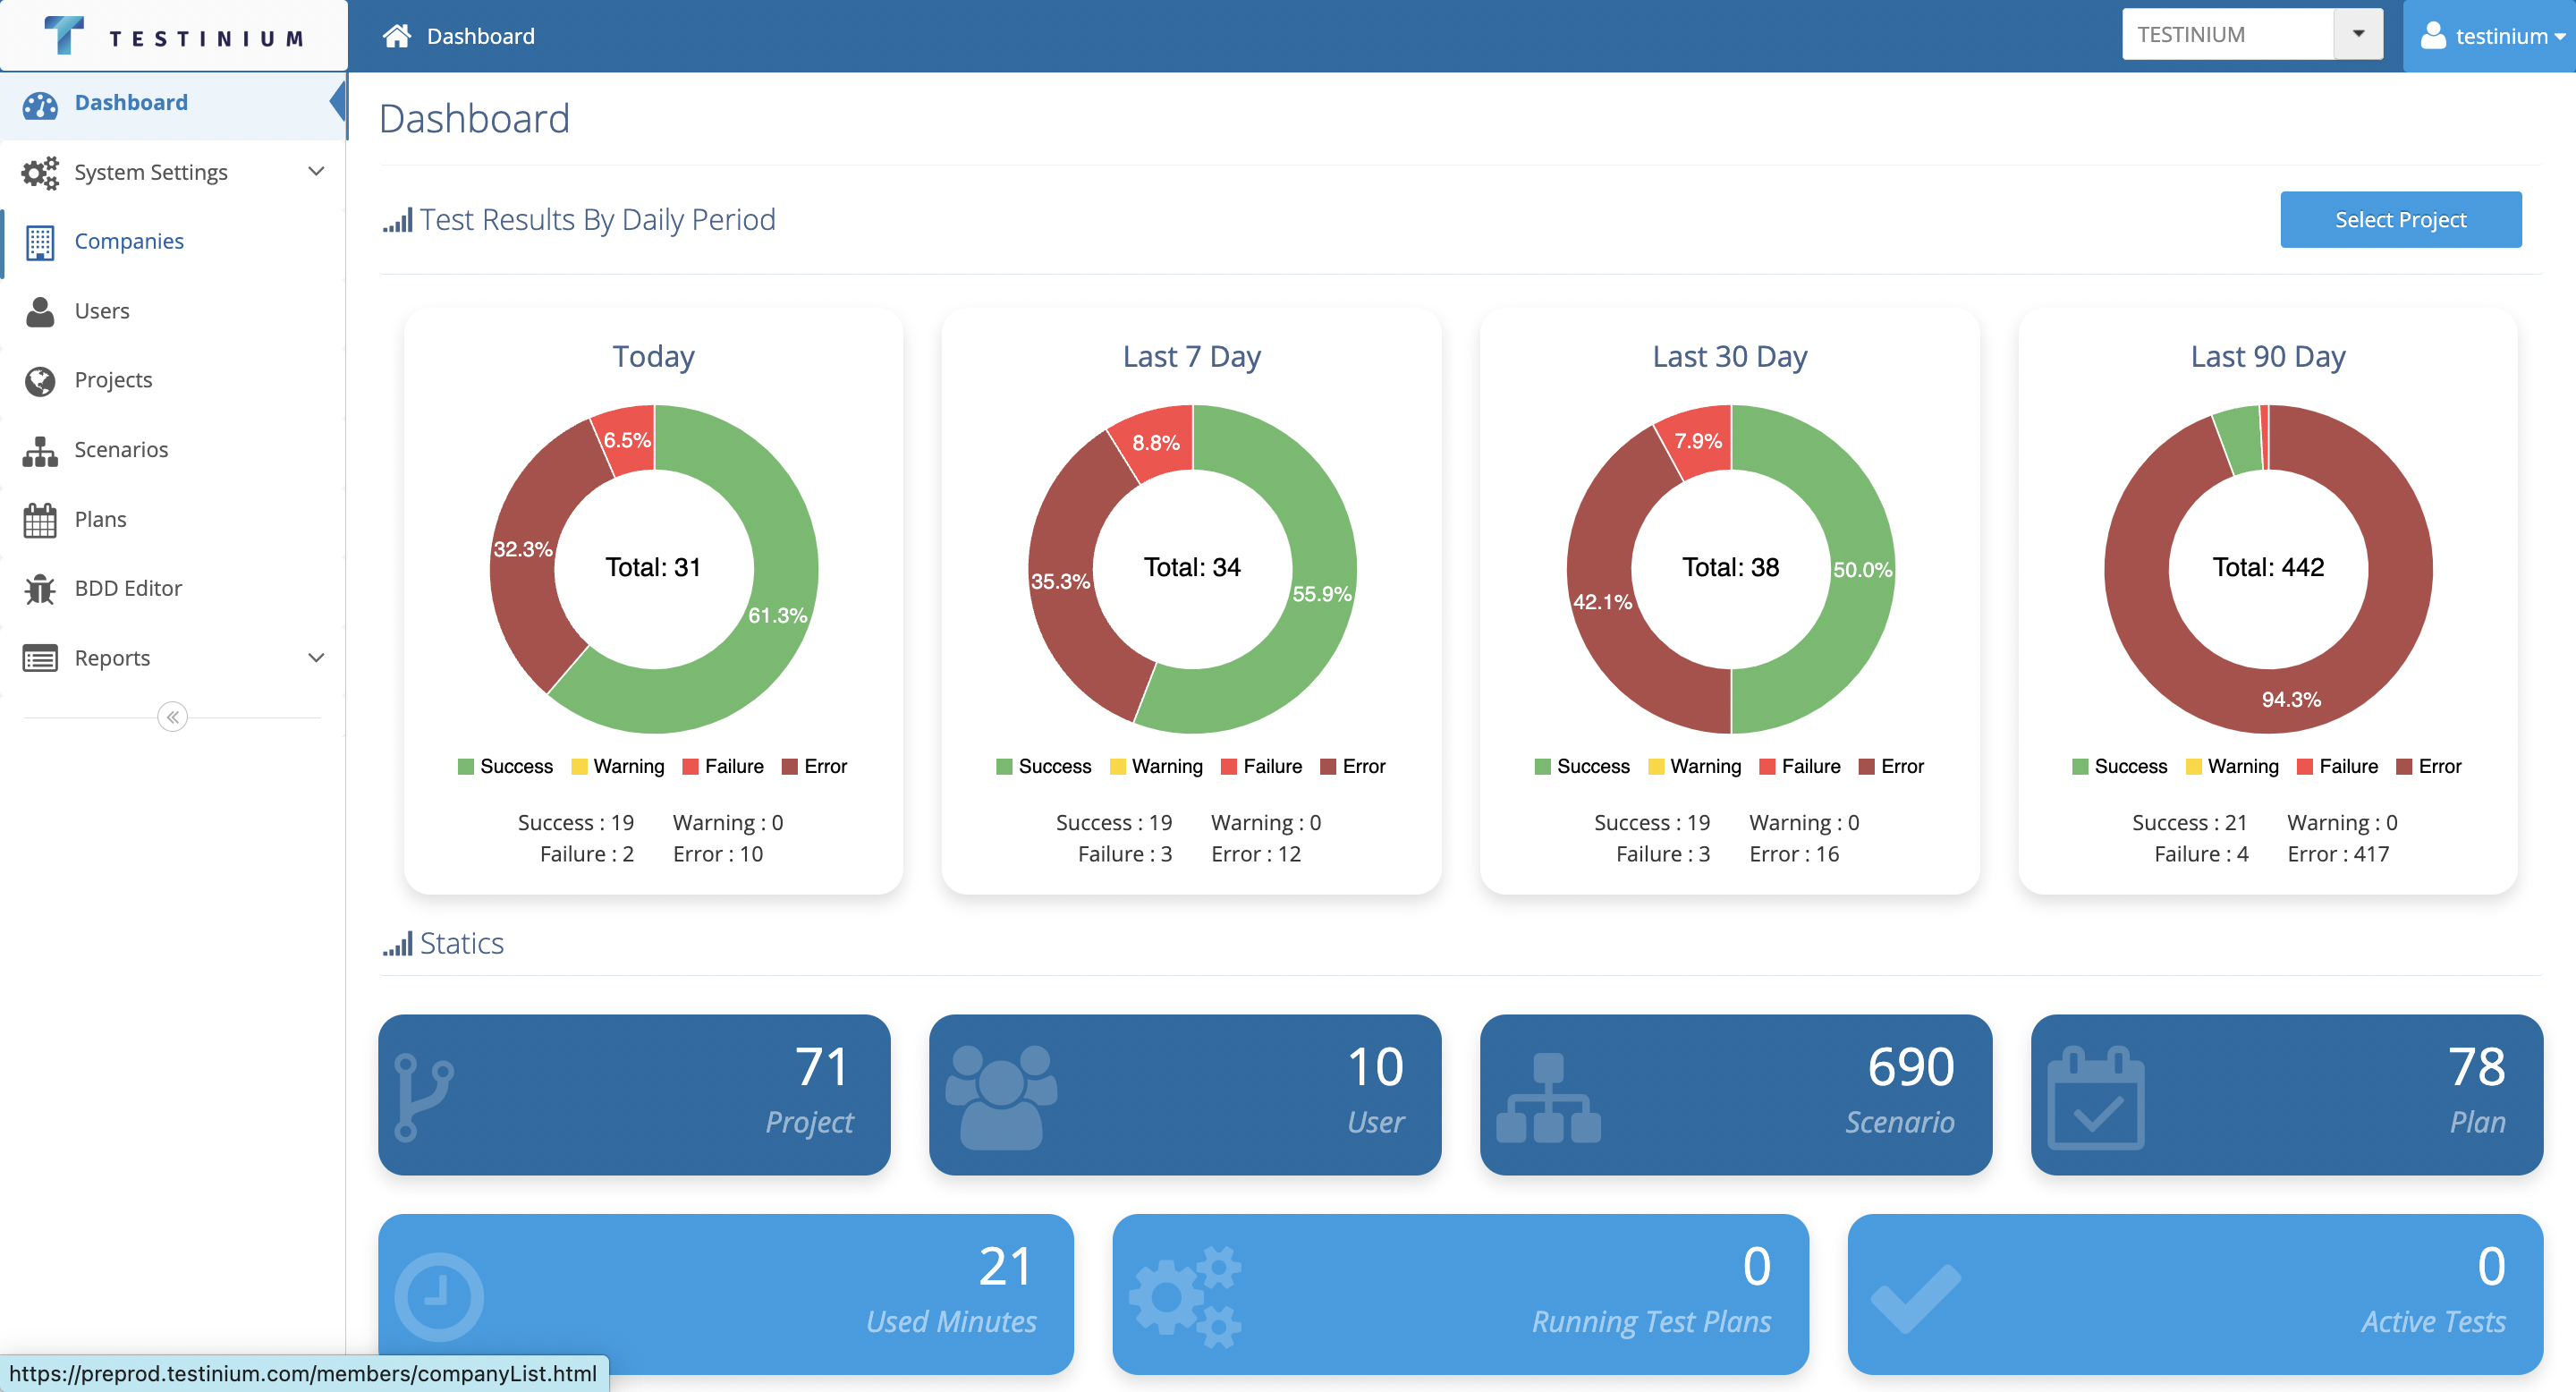 TESTINIUM
Dashboard
TESTINIUM
testinium
Dashboard
System Settings
Companies
Users
Projects
Scenarios
Plans
BDD Editor
Reports
Dashboard
Test Results By Daily Period
Select Project
Today
6.5%
32.3%
61.3%
Total: 31
Success Warning Failure Error
Success : 19 Warning : 0
Failure : 2 Error : 10
Last 7 Day
8.8%
35.3%
55.9%
Total: 34
Success Warning Failure Error
Success : 19 Warning : 0
Failure : 3 Error : 12
Last 30 Day
7.9%
42.1%
50.0%
Total: 38
Success Warning Failure Error
Success : 19 Warning : 0
Failure : 3 Error : 16
Last 90 Day
Total: 442
94.3%
Success Warning Failure Error
Success : 21 Warning : 0
Failure : 4 Error : 417
Statics
71
Project
10
User
690
Scenario
78
Plan
21
Used Minutes
0
Running Test Plans
0
Active Tests
https://preprod.testinium.com/members/companyList.html